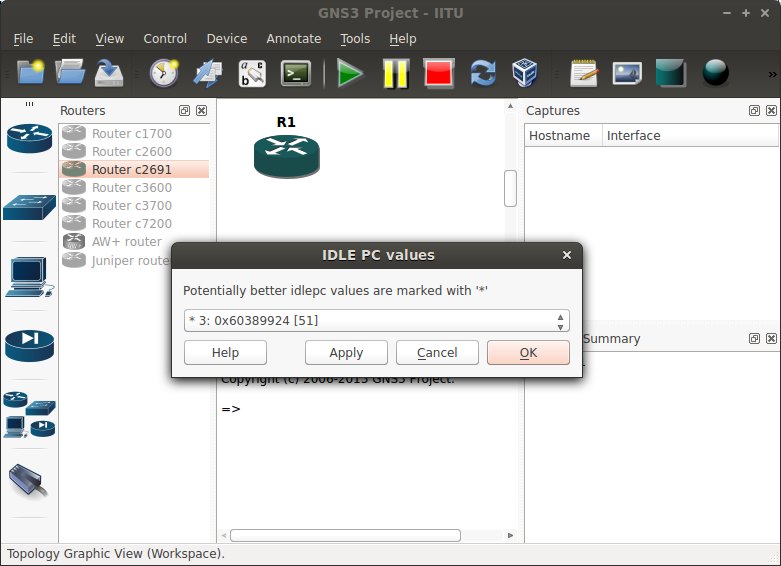 GNS3 Project - IITU
File Edit View Control Device Annotate Tools Help
Routers
Router c1700
Router c2600
Router c2691
Router c3600
Router c3700
Router c7200
AW+ router
Juniper route
R1
Captures
Hostname Interface
IDLE PC values
Potentially better idlepc values are marked with '*'
* 3: 0x60389924 [51]
Help Apply Cancel OK
Summary
Copyright (c) 2006-2015 GNS3 Project.
=>
Topology Graphic View (Workspace).